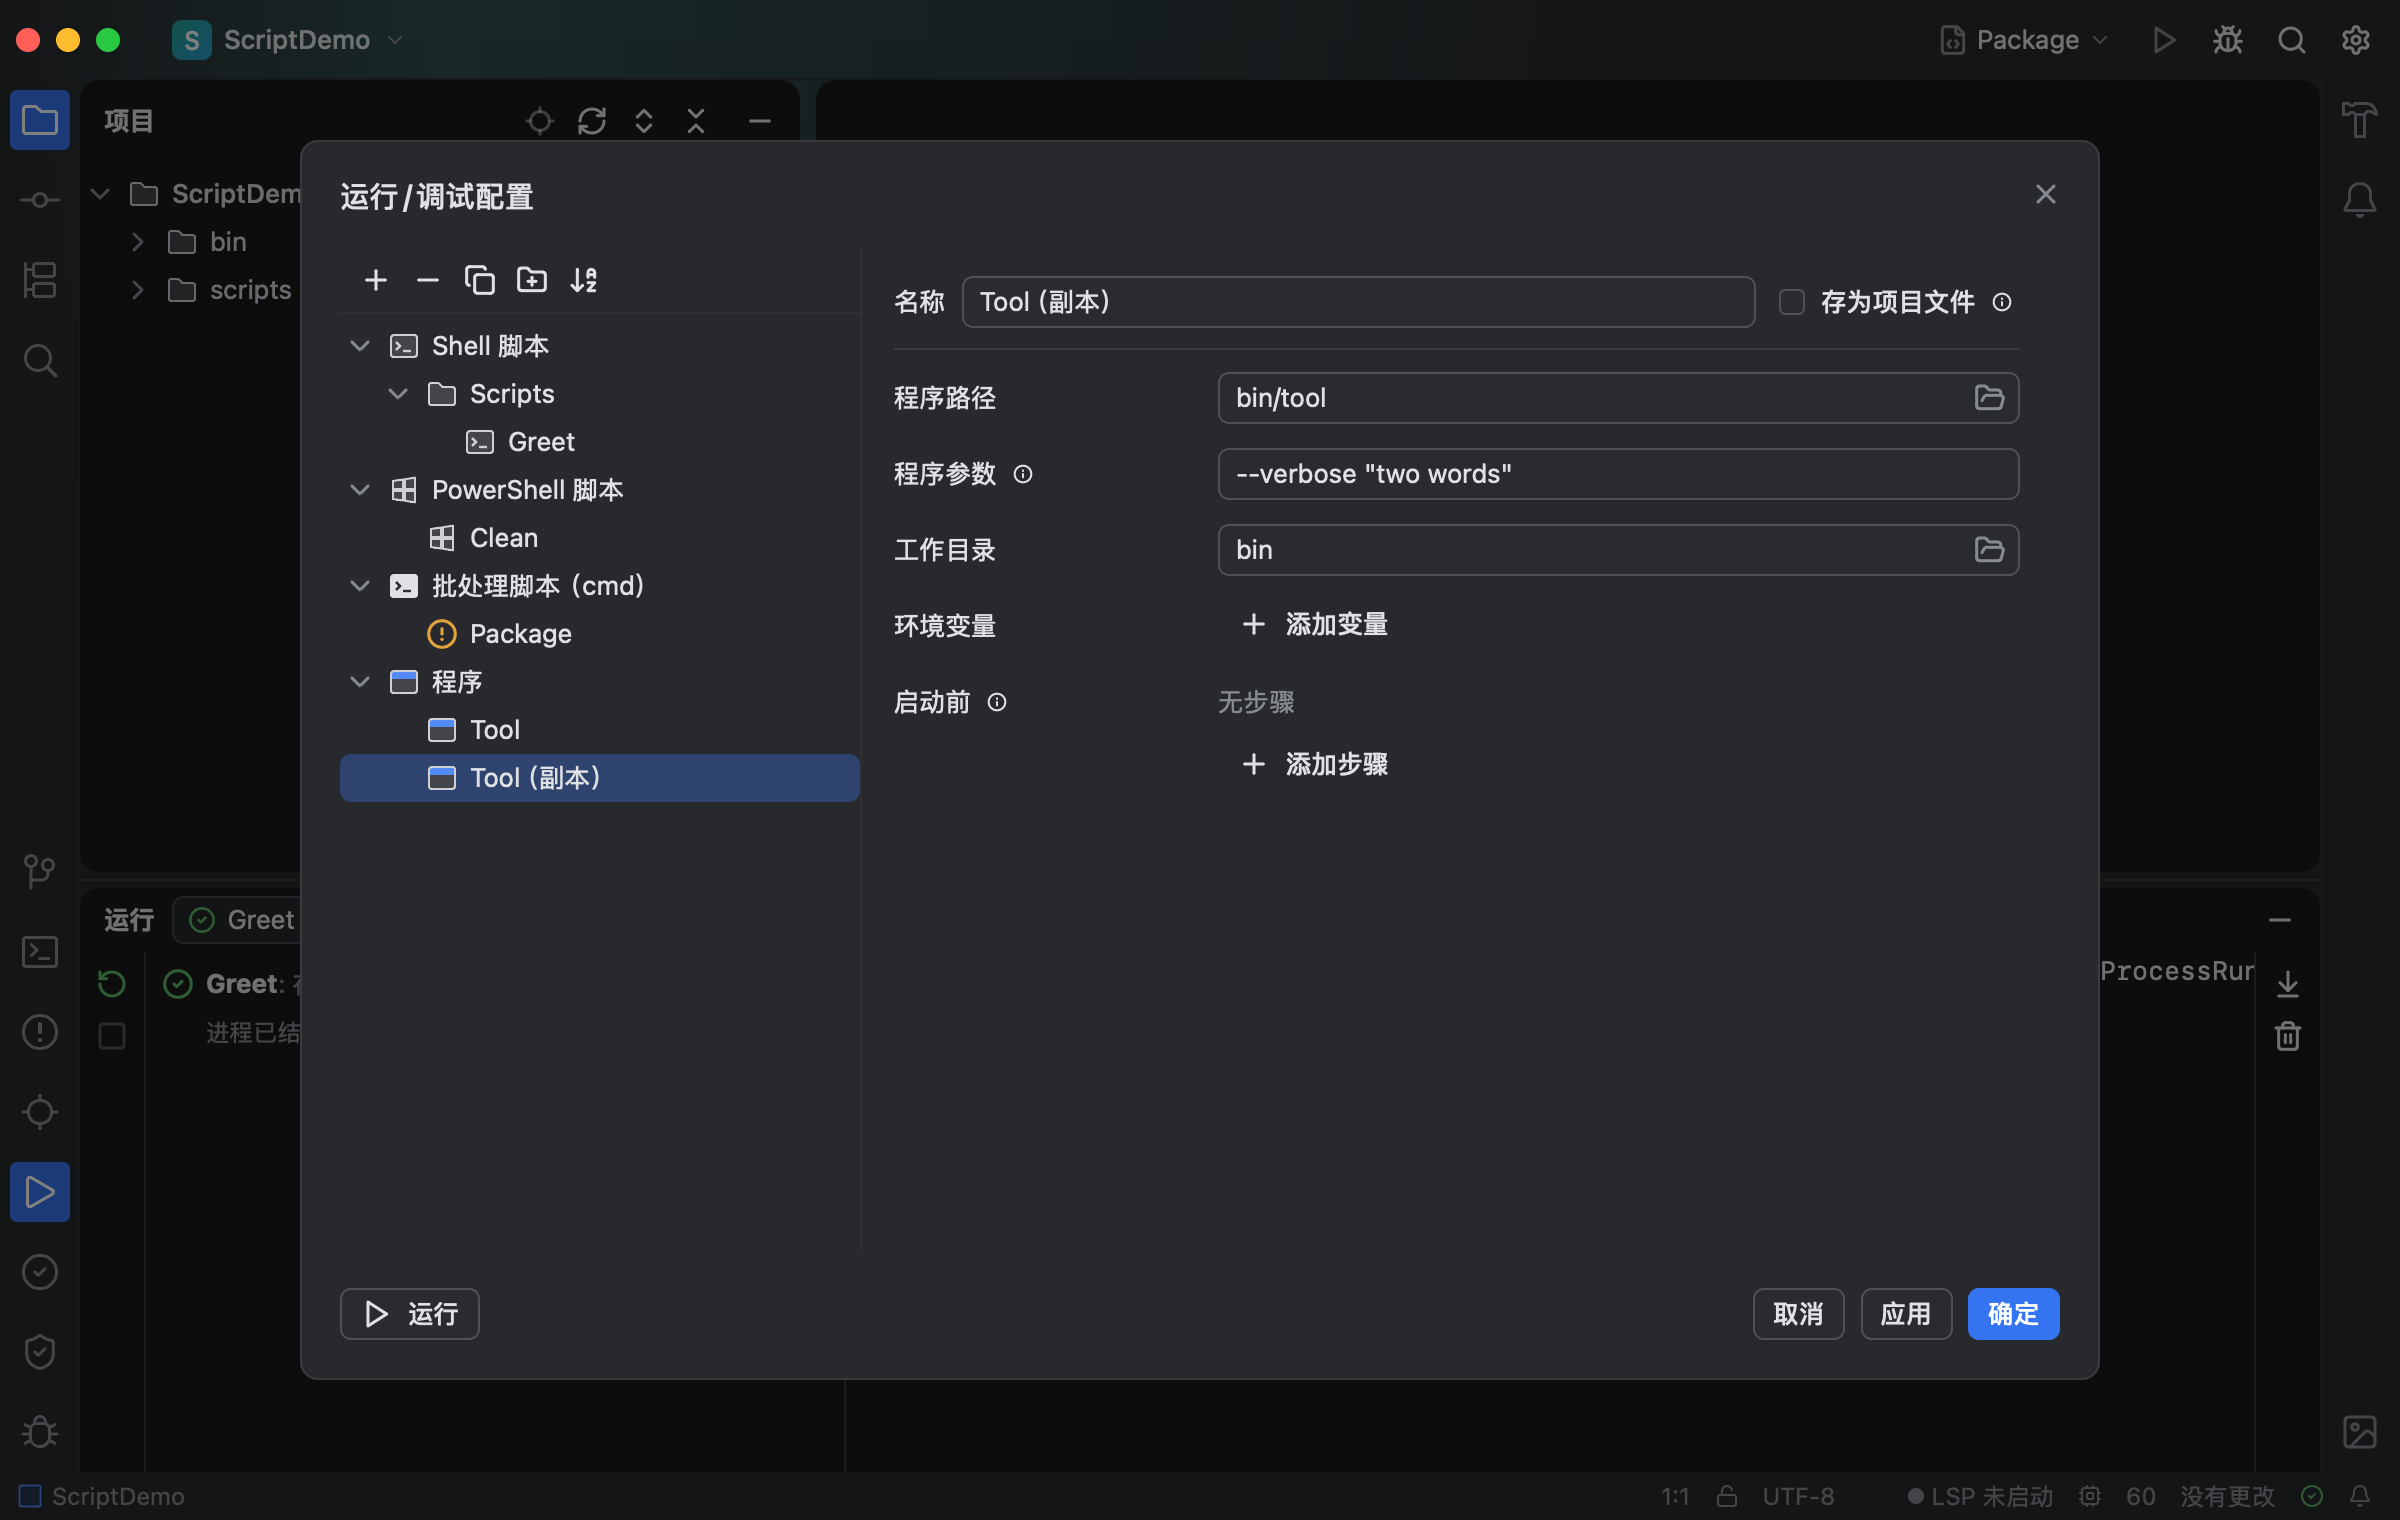 S ScriptDemo
Package
项目
ScriptDem
bin
scripts
运行/调试配置
Shell 脚本
Scripts
Greet
PowerShell 脚本
Clean
批处理脚本（cmd）
Package
程序
Tool
Tool (副本)
名称
Tool (副本)
存为项目文件
程序路径
bin/tool
程序参数
--verbose "two words"
工作目录
bin
环境变量
添加变量
启动前
无步骤
添加步骤
运行
取消
应用
确定
运行
Greet
Greet:
进程已结
ProcessRun
ScriptDemo
1:1
UTF-8
LSP 未启动
60
没有更改